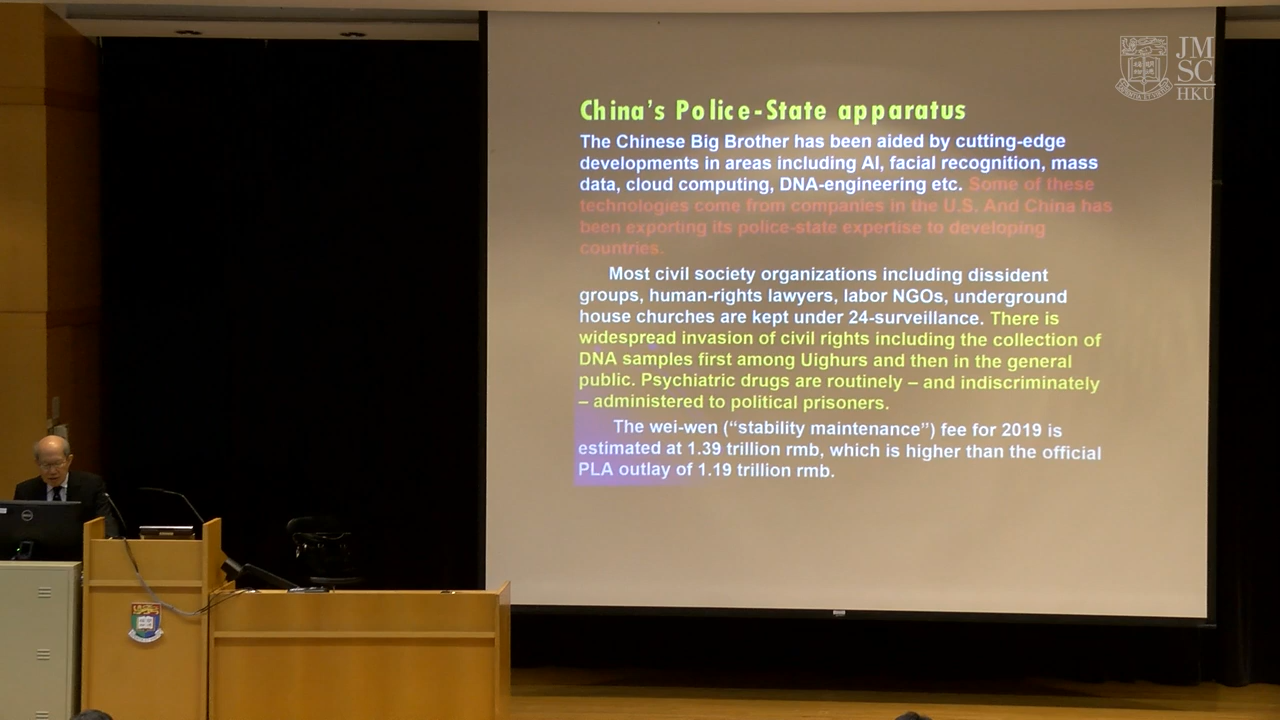 JM
SC
HKU
China's Police-State apparatus
The Chinese Big Brother has been aided by cutting-edge
developments in areas including AI, facial recognition, mass
data, cloud computing, DNA-engineering etc. Some of these
technologies come from companies in the U.S. And China has
been exporting its police-state expertise to developing
countries.
Most civil society organizations including dissident
groups, human-rights lawyers, labor NGOs, underground
house churches are kept under 24-surveillance. There is
widespread invasion of civil rights including the collection of
DNA samples first among Uighurs and then in the general
public. Psychiatric drugs are routinely – and indiscriminately
– administered to political prisoners.
The wei-wen (“stability maintenance”) fee for 2019 is
estimated at 1.39 trillion rmb, which is higher than the official
PLA outlay of 1.19 trillion rmb.
DELL